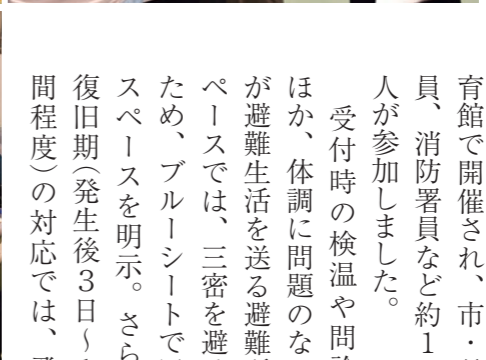 育館で開催され、市・
員、消防署員など約1
人が参加しました。
受付時の検温や問診
ほか、体調に問題のな
が避難生活を送る避難
ペースでは、三密を避
ため、ブルーシートで
スペースを明示。さら
復旧期(発生後3日～
間程度)の対応では、